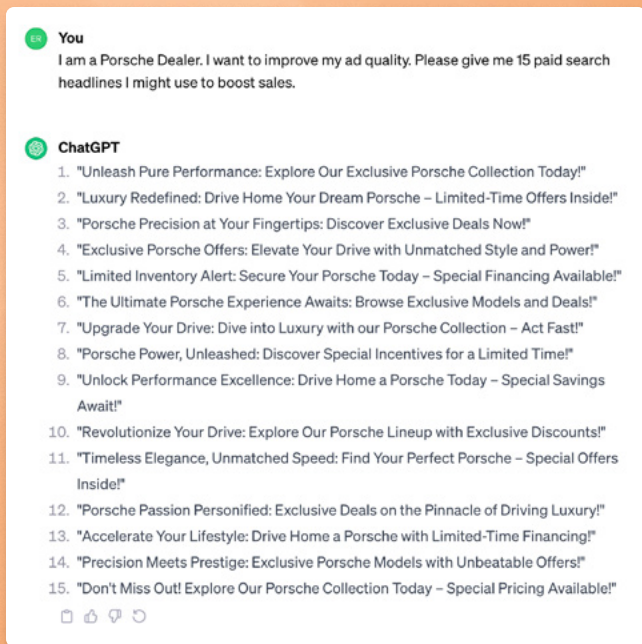 ER You
I am a Porsche Dealer. I want to improve my ad quality. Please give me 15 paid search
headlines I might use to boost sales.
ChatGPT
1. "Unleash Pure Performance: Explore Our Exclusive Porsche Collection Today!"
2. "Luxury Redefined: Drive Home Your Dream Porsche – Limited-Time Offers Inside!"
3. "Porsche Precision at Your Fingertips: Discover Exclusive Deals Now!"
4. "Exclusive Porsche Offers: Elevate Your Drive with Unmatched Style and Power!"
5. "Limited Inventory Alert: Secure Your Porsche Today – Special Financing Available!"
6. "The Ultimate Porsche Experience Awaits: Browse Exclusive Models and Deals!"
7. "Upgrade Your Drive: Dive into Luxury with our Porsche Collection – Act Fast!"
8. "Porsche Power, Unleashed: Discover Special Incentives for a Limited Time!"
9. "Unlock Performance Excellence: Drive Home a Porsche Today – Special Savings
Await!"
10. "Revolutionize Your Drive: Explore Our Porsche Lineup with Exclusive Discounts!"
11. "Timeless Elegance, Unmatched Speed: Find Your Perfect Porsche – Special Offers
Inside!"
12. "Porsche Passion Personified: Exclusive Deals on the Pinnacle of Driving Luxury!"
13. "Accelerate Your Lifestyle: Drive Home a Porsche with Limited-Time Financing!"
14. "Precision Meets Prestige: Exclusive Porsche Models with Unbeatable Offers!"
15. "Don't Miss Out! Explore Our Porsche Collection Today – Special Pricing Available!"